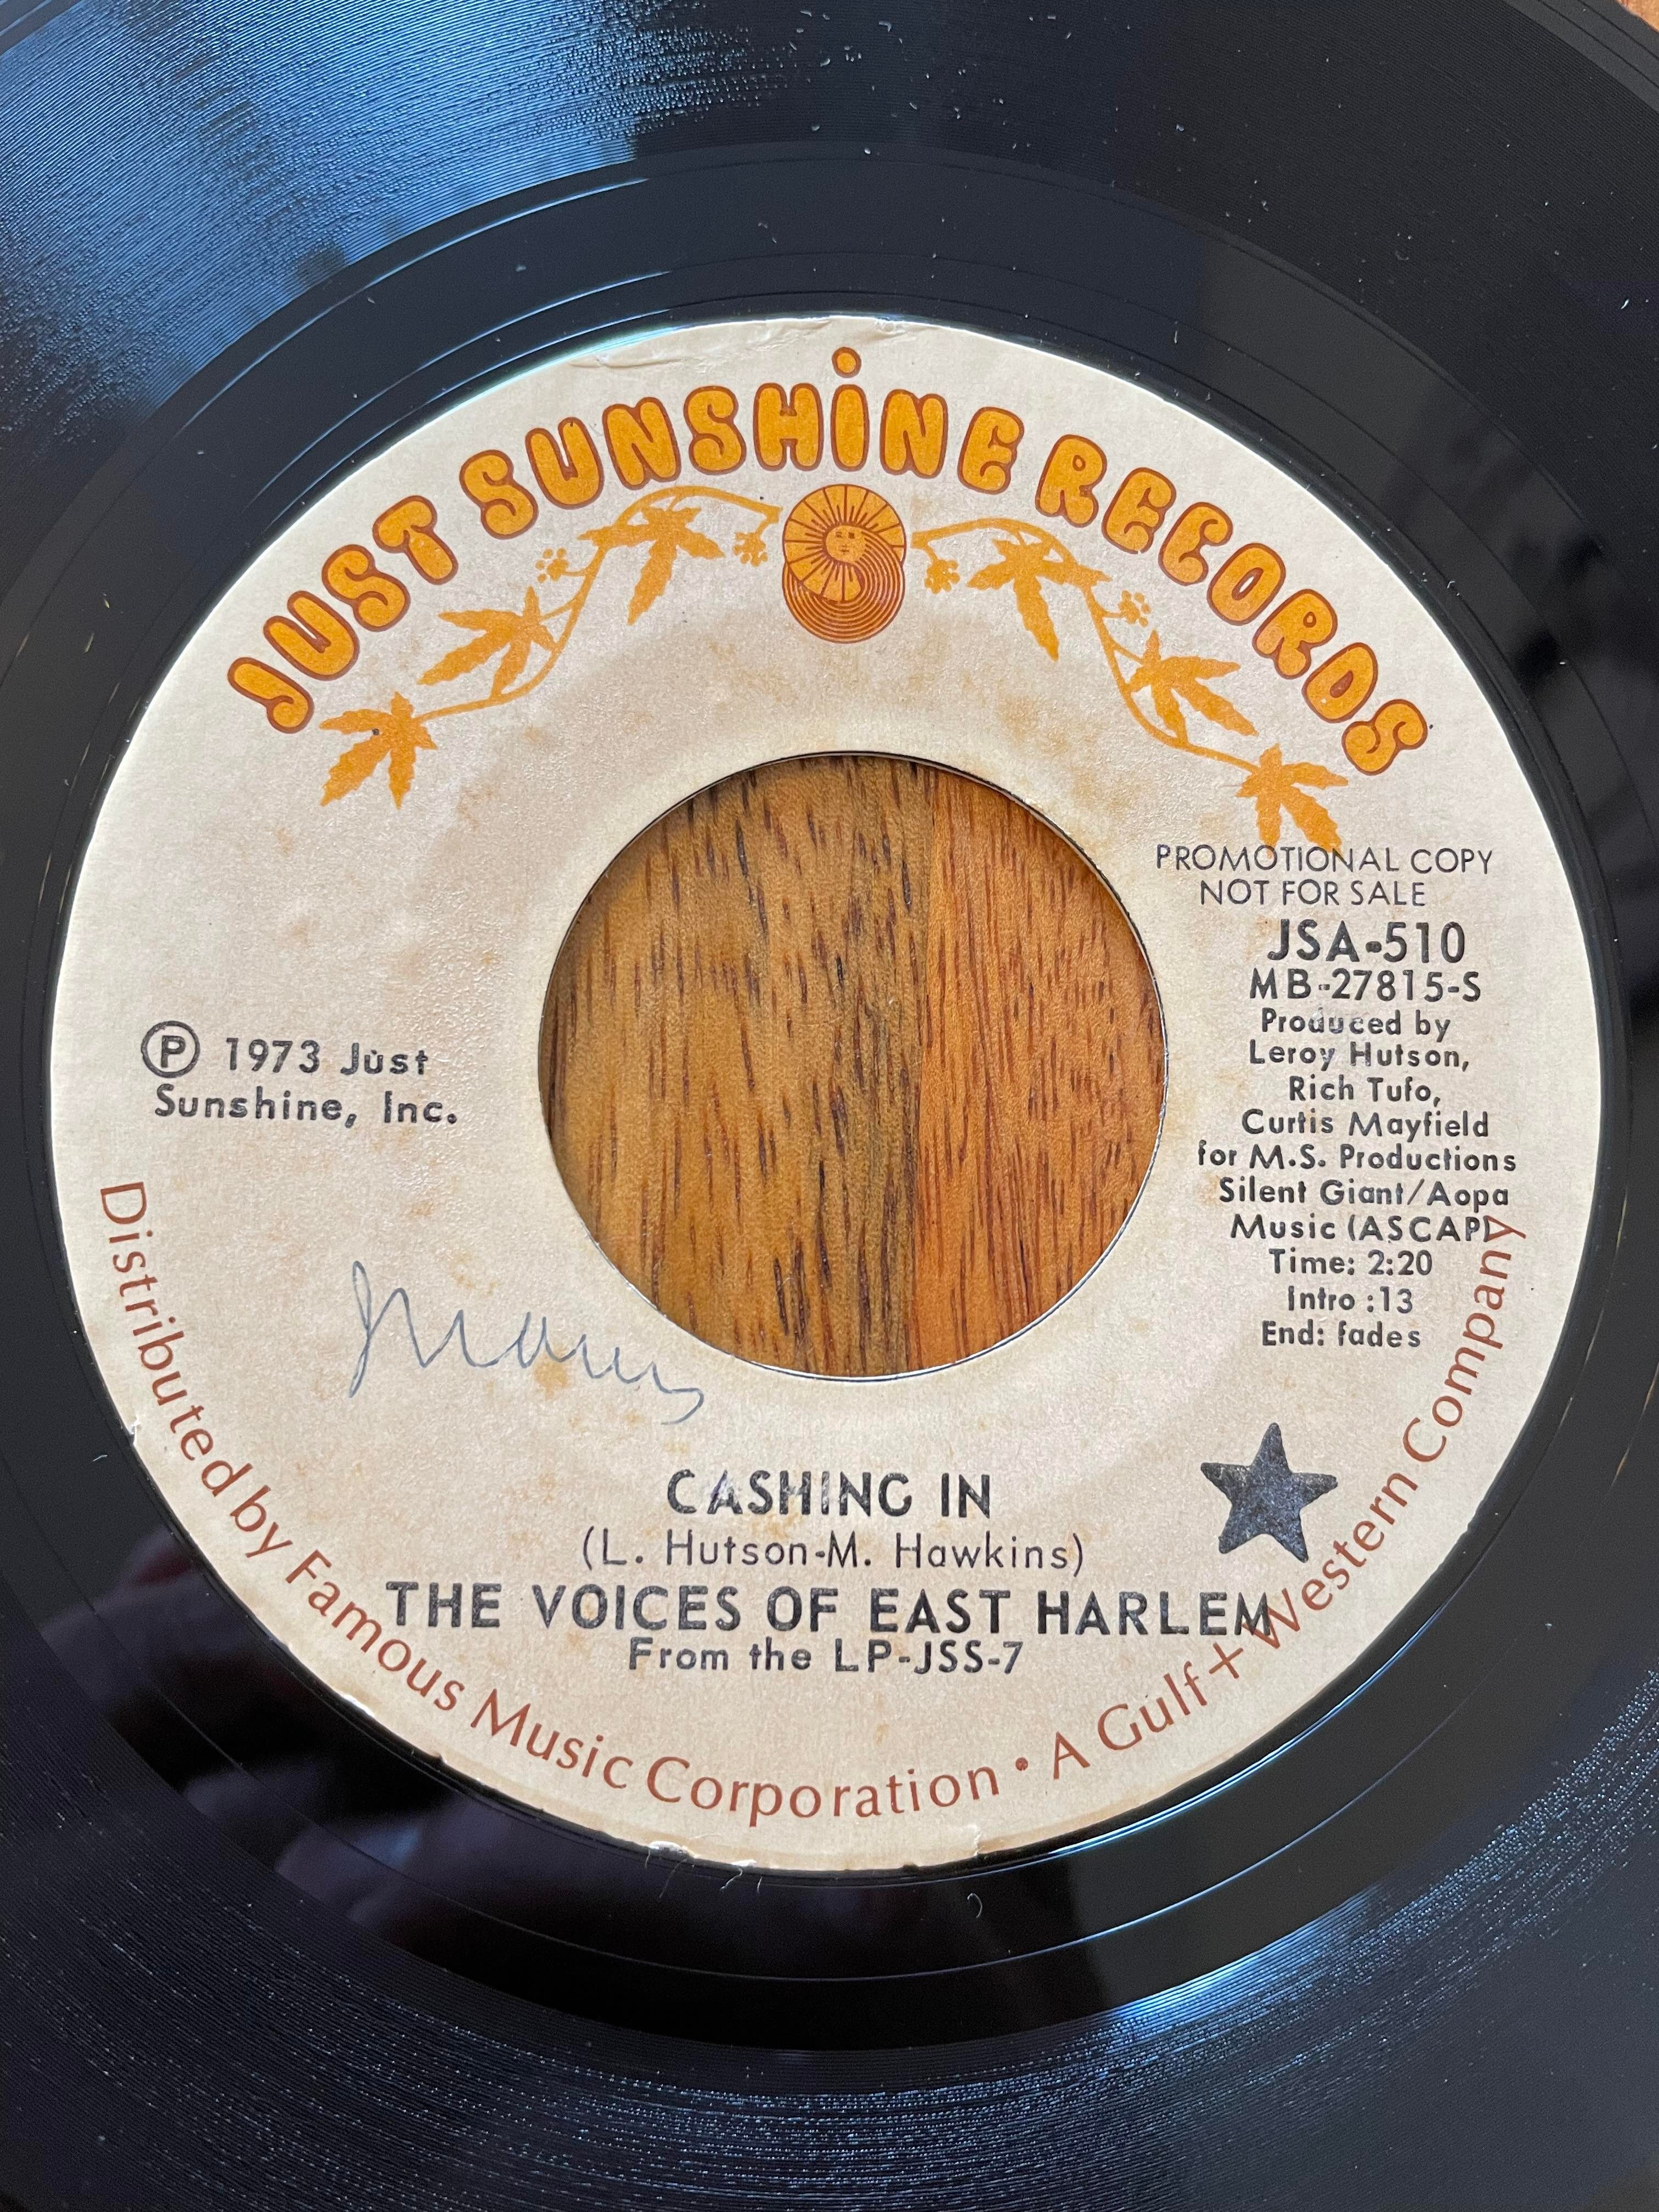 JUST SUNSHiNE RECORDS
PROMOTIONAL COPY
NOT FOR SALE
JSA-510
MB-27815-S
Produced by
Leroy Hutson,
Rich Tufo,
Curtis Mayfield
for M.S. Productions
Silent Giant/Aopa
Music (ASCAP)
Time: 2:20
Intro :13
End: fades
Ⓟ 1973 Just
Sunshine, Inc.
CASHING IN
(L. Hutson-M. Hawkins)
THE VOICES OF EAST HARLEM
From the LP-JSS-7
Distributed by Famous Music Corporation • A Gulf+Western Company